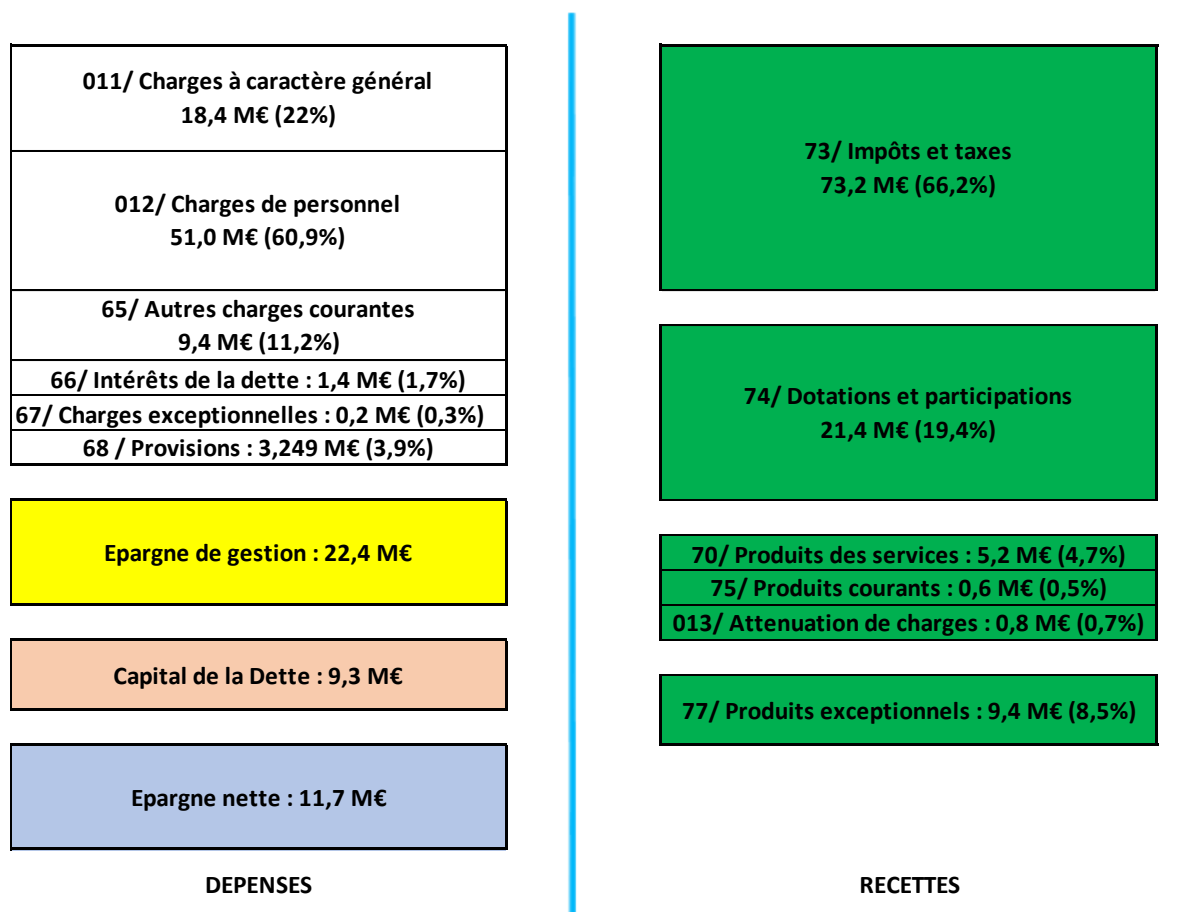 011/ Charges à caractère général
18,4 M€ (22%)
012/ Charges de personnel
51,0 M€ (60,9%)
65/ Autres charges courantes
9,4 M€ (11,2%)
66/ Intérêts de la dette : 1,4 M€ (1,7%)
67/ Charges exceptionnelles : 0,2 M€ (0,3%)
68 / Provisions : 3,249 M€ (3,9%)
Epargne de gestion : 22,4 M€
Capital de la Dette : 9,3 M€
Epargne nette : 11,7 M€
DEPENSES
73/ Impôts et taxes
73,2 M€ (66,2%)
74/ Dotations et participations
21,4 M€ (19,4%)
70/ Produits des services : 5,2 M€ (4,7%)
75/ Produits courants : 0,6 M€ (0,5%)
013/ Attenuation de charges : 0,8 M€ (0,7%)
77/ Produits exceptionnels : 9,4 M€ (8,5%)
RECETTES